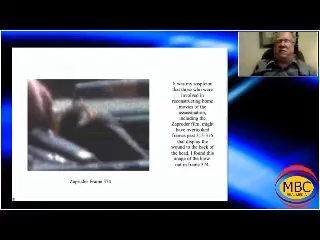 It was my suspicion
that those who were
involved in
reconstructing home
movies of the
assassination,
including the
Zapruder film, might
have overlooked
frames past 313-316
that display the
wound to the back of
the head. I found this
image of the blow-
out in frame 374.
Zapruder Frame 374
MBC